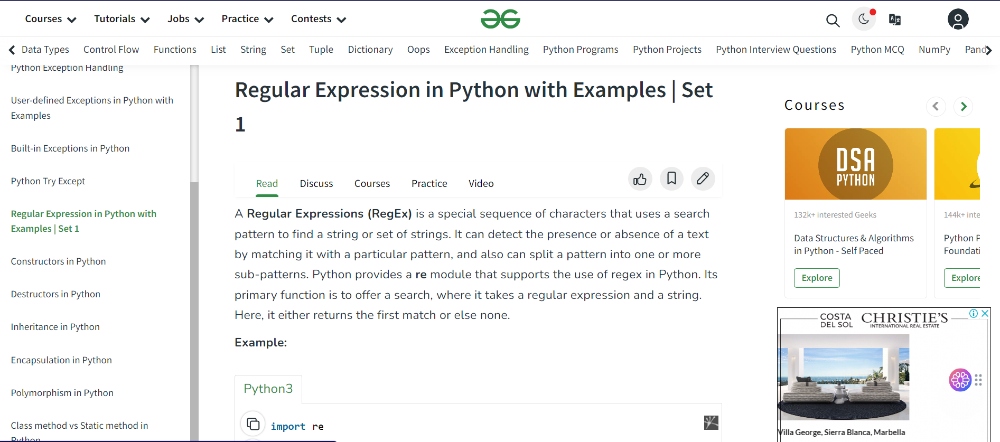 Courses Tutorials Jobs Practice Contests
Data Types Control Flow Functions List String Set Tuple Dictionary Oops Exception Handling Python Programs Python Projects Python Interview Questions Python MCQ NumPy Pand
Python Exception Handling
User-defined Exceptions in Python with
Examples
Built-in Exceptions in Python
Python Try Except
Regular Expression in Python with
Examples | Set 1
Constructors in Python
Destructors in Python
Inheritance in Python
Encapsulation in Python
Polymorphism in Python
Class method vs Static method in
Python
Regular Expression in Python with Examples | Set
1
Read Discuss Courses Practice Video
A Regular Expressions (RegEx) is a special sequence of characters that uses a search
pattern to find a string or set of strings. It can detect the presence or absence of a text
by matching it with a particular pattern, and also can split a pattern into one or more
sub-patterns. Python provides a re module that supports the use of regex in Python. Its
primary function is to offer a search, where it takes a regular expression and a string.
Here, it either returns the first match or else none.
Example:
Python3
import re
Courses
DSA
PYTHON
132k+ interested Geeks
Data Structures & Algorithms
in Python - Self Paced
Explore
144k+ inte
Python P
Foundati
Explore
COSTA
DEL SOL
CHRISTIE'S
INTERNATIONAL REAL ESTATE
Villa George, Sierra Blanca, Marbella